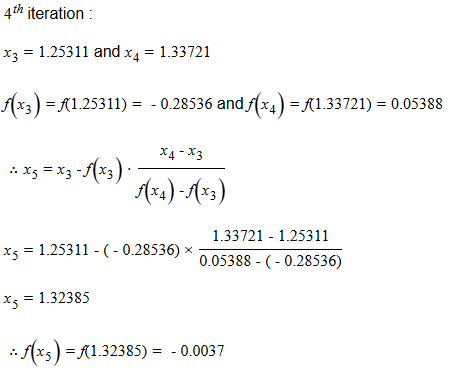 4th iteration :
x3 = 1.25311 and x4 = 1.33721
f(x3) = f(1.25311) = - 0.28536 and f(x4) = f(1.33721) = 0.05388
∴ x5 = x3 - f(x3) · (x4 - x3) / (f(x4) - f(x3))
x5 = 1.25311 - ( - 0.28536) × (1.33721 - 1.25311) / (0.05388 - ( - 0.28536))
x5 = 1.32385
∴ f(x5) = f(1.32385) = - 0.0037